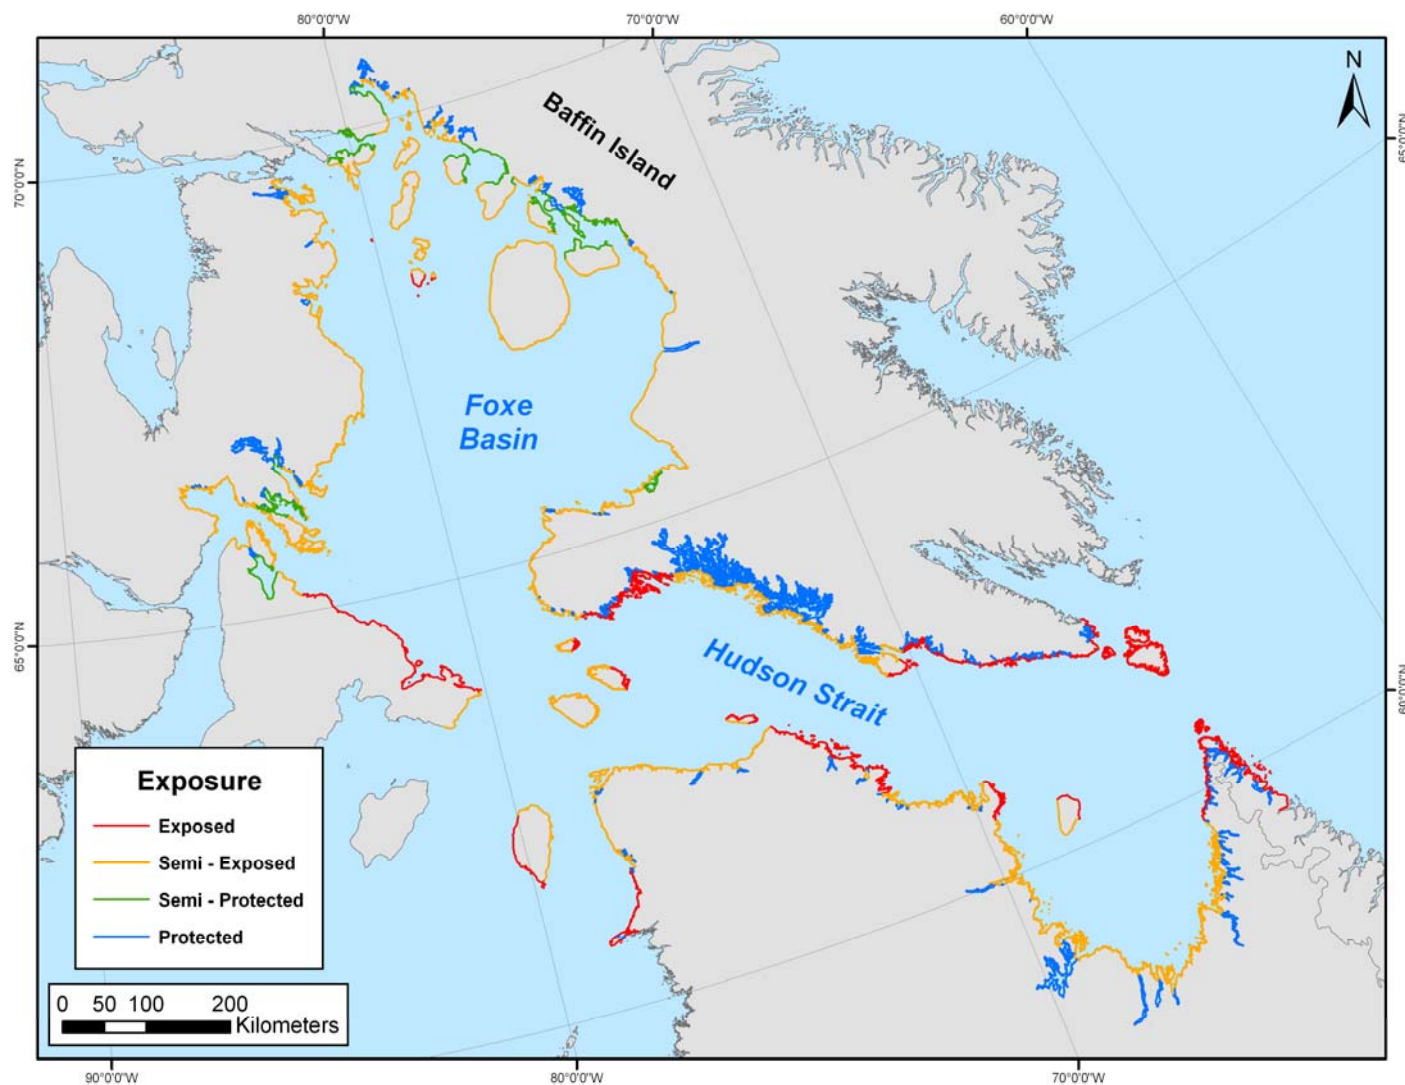 80°0'0"W
70°0'0"W
60°0'0"W
N
Baffin Island
65°0'0"N
70°0'0"N
Foxe
Basin
65°0'0"N
Hudson Strait
60°0'0"N
Exposure
Exposed
Semi - Exposed
Semi - Protected
Protected
0 50 100 200
Kilometers
90°0'0"W
80°0'0"W
70°0'0"W